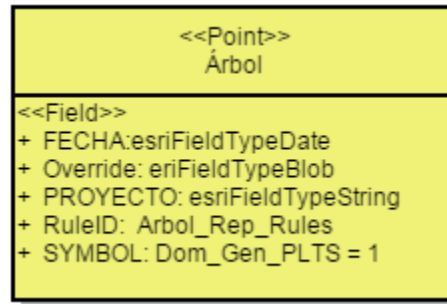 <<Point>>
Árbol
<<Field>>
+ FECHA:esriFieldTypeDate
+ Override: eriFieldTypeBlob
+ PROYECTO: esriFieldTypeString
+ RuleID: Arbol_Rep_Rules
+ SYMBOL: Dom_Gen_PLTS = 1